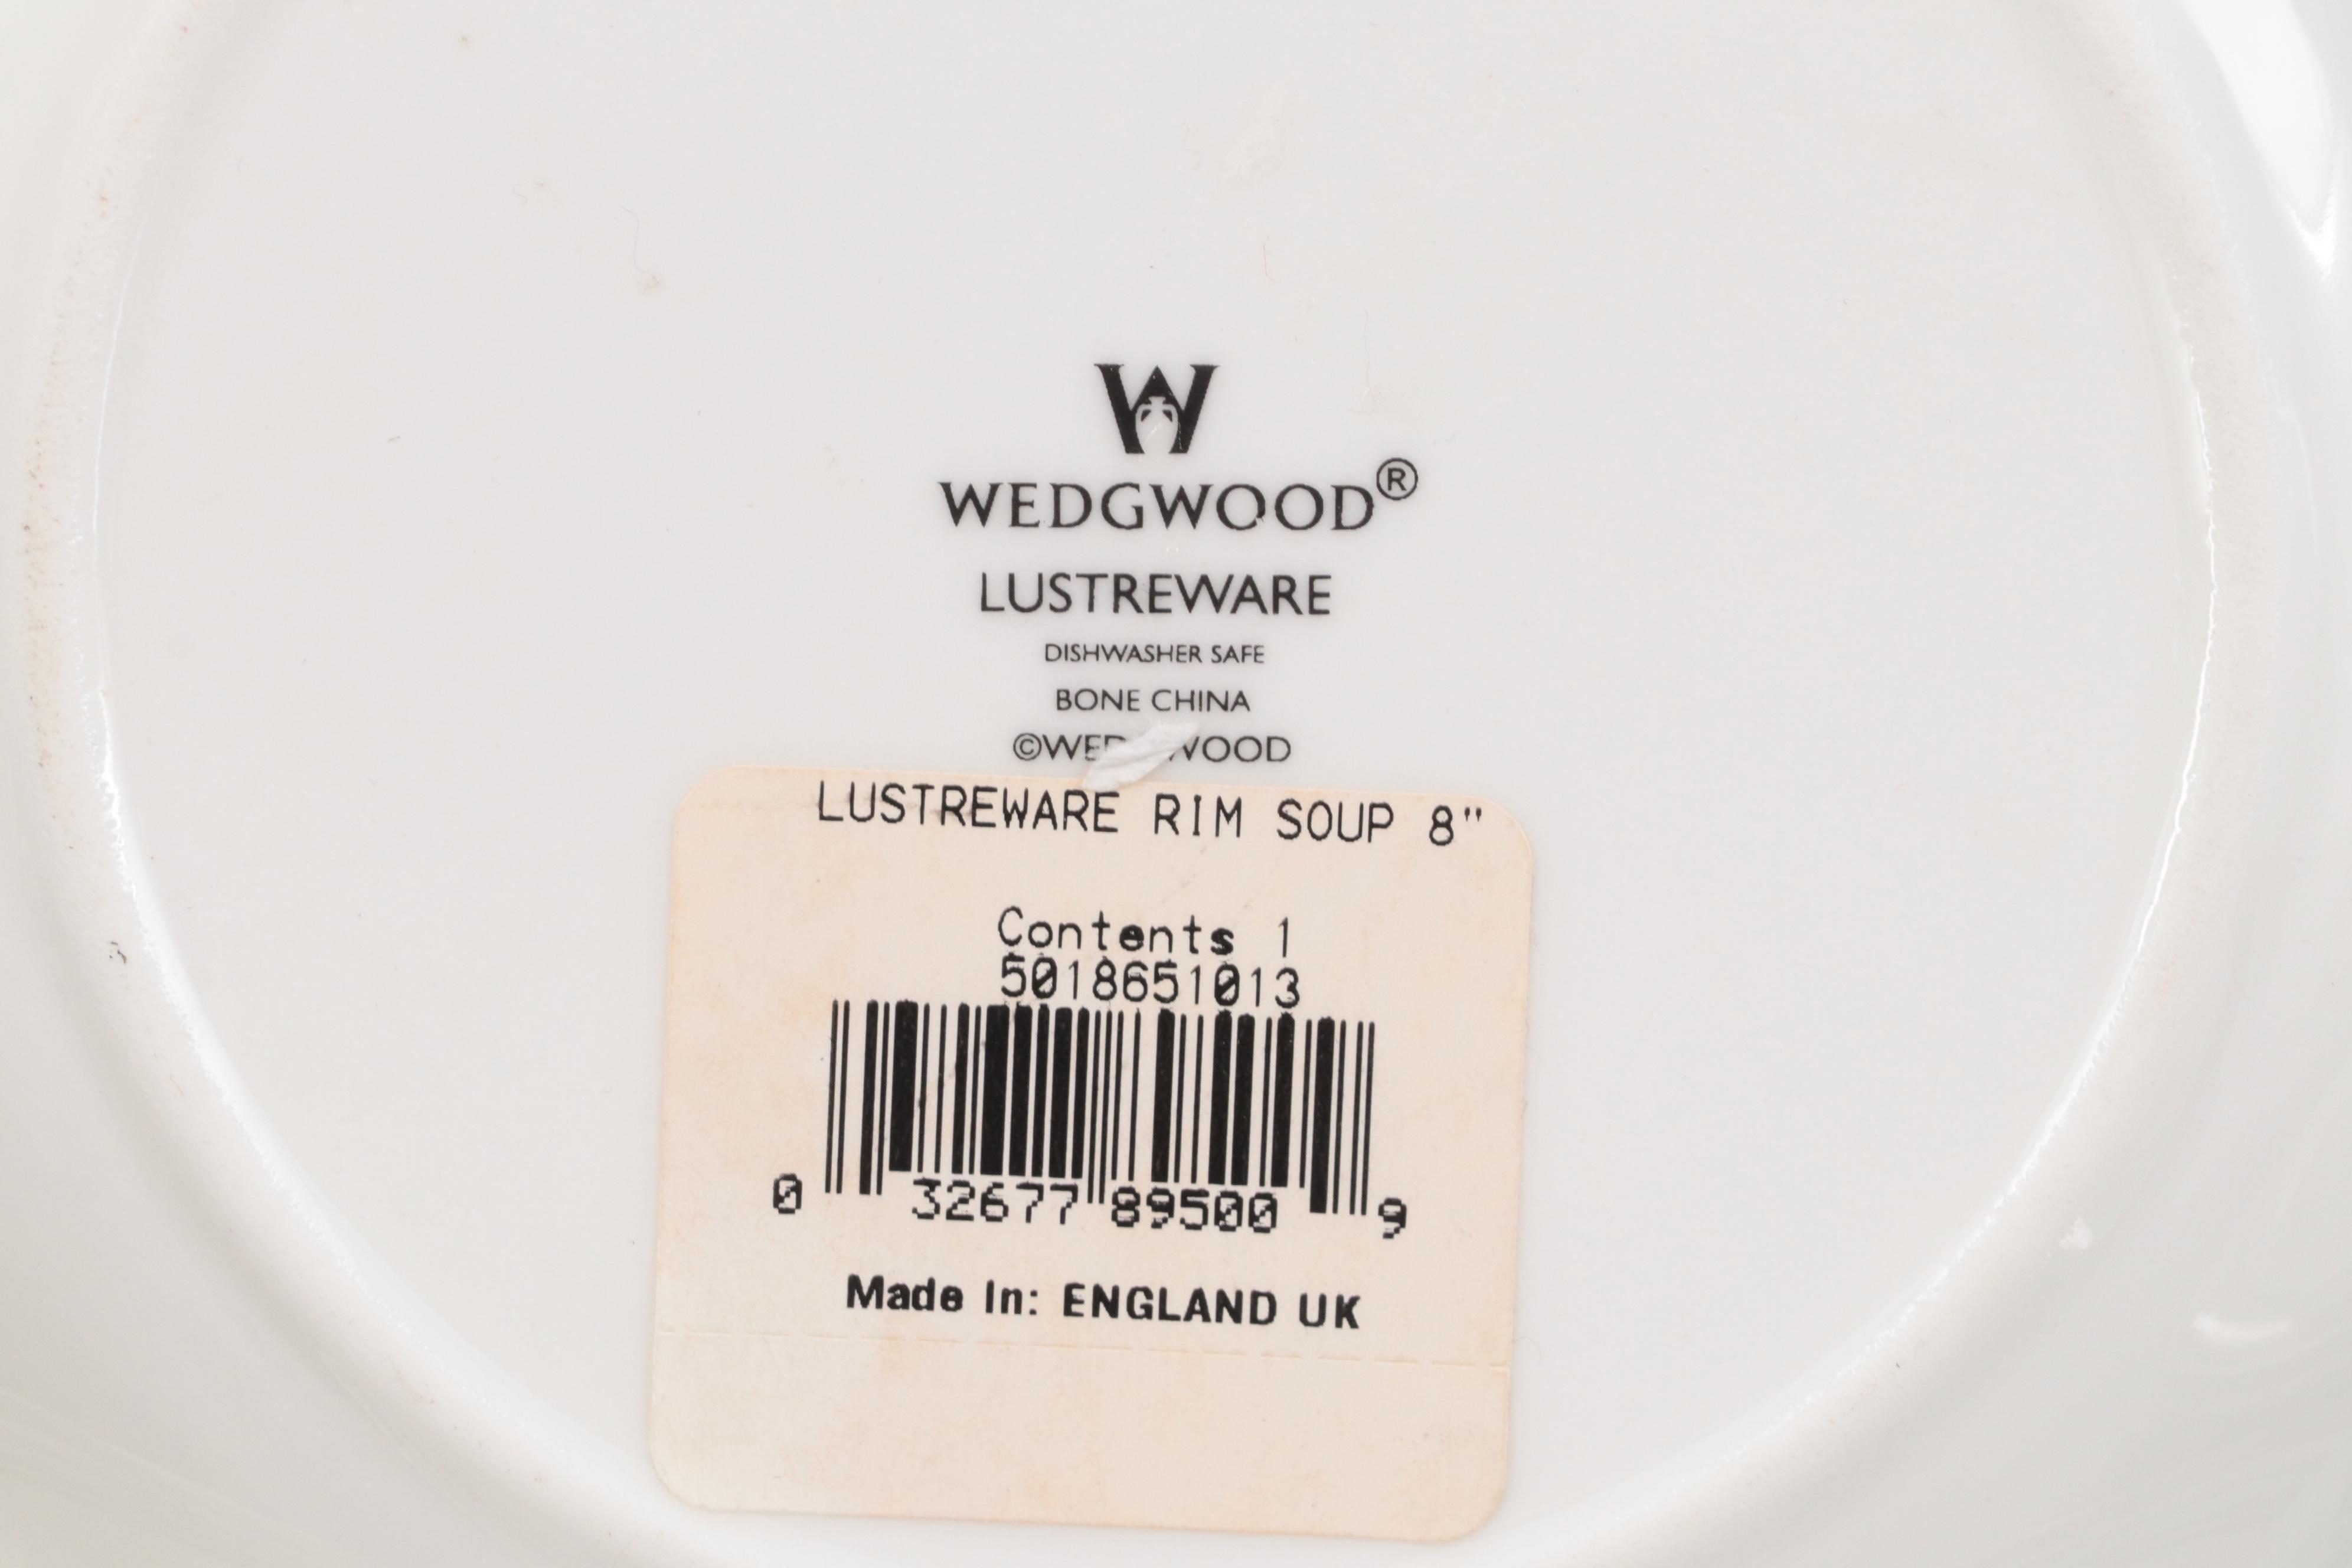 W
WEDGWOOD®
LUSTREWARE
DISHWASHER SAFE
BONE CHINA
©WEDGWOOD
LUSTREWARE RIM SOUP 8"
Contents 1
5018651013
0 32677 89500 9
Made In: ENGLAND UK